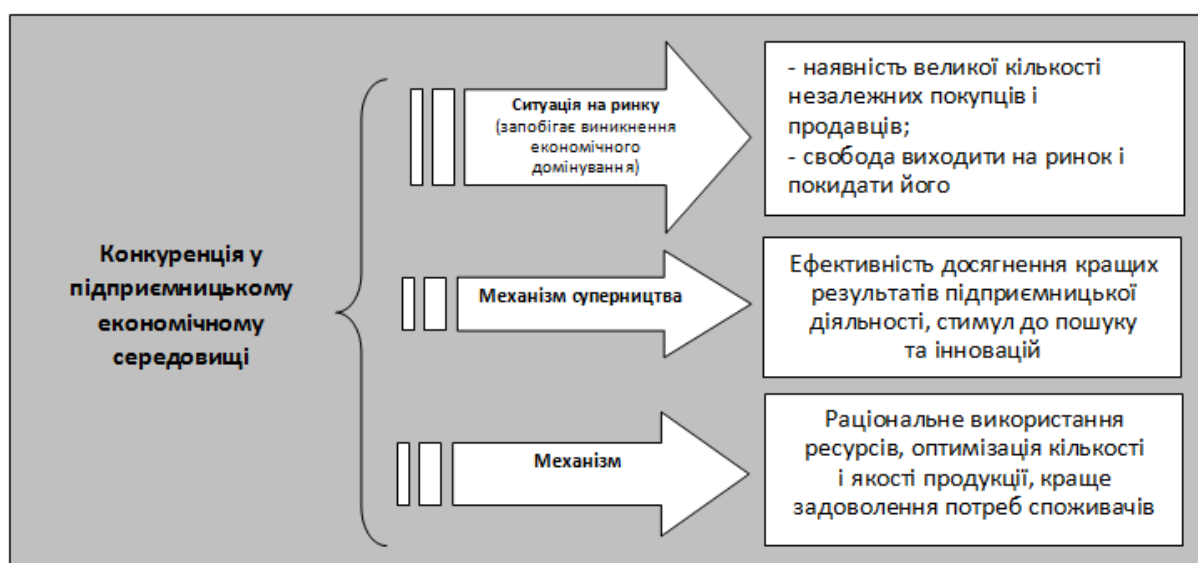 Конкуренція у
підприємницькому
економічному
середовищі
Ситуація на ринку
(запобігає виникнення
економічного
домінування)
- наявність великої кількості
незалежних покупців і
продавців;
- свобода виходити на ринок і
покидати його
Механізм суперництва
Ефективність досягнення кращих
результатів підприємницької
діяльності, стимул до пошуку
та інновацій
Механізм
Раціональне використання
ресурсів, оптимізація кількості
і якості продукції, краще
задоволення потреб споживачів